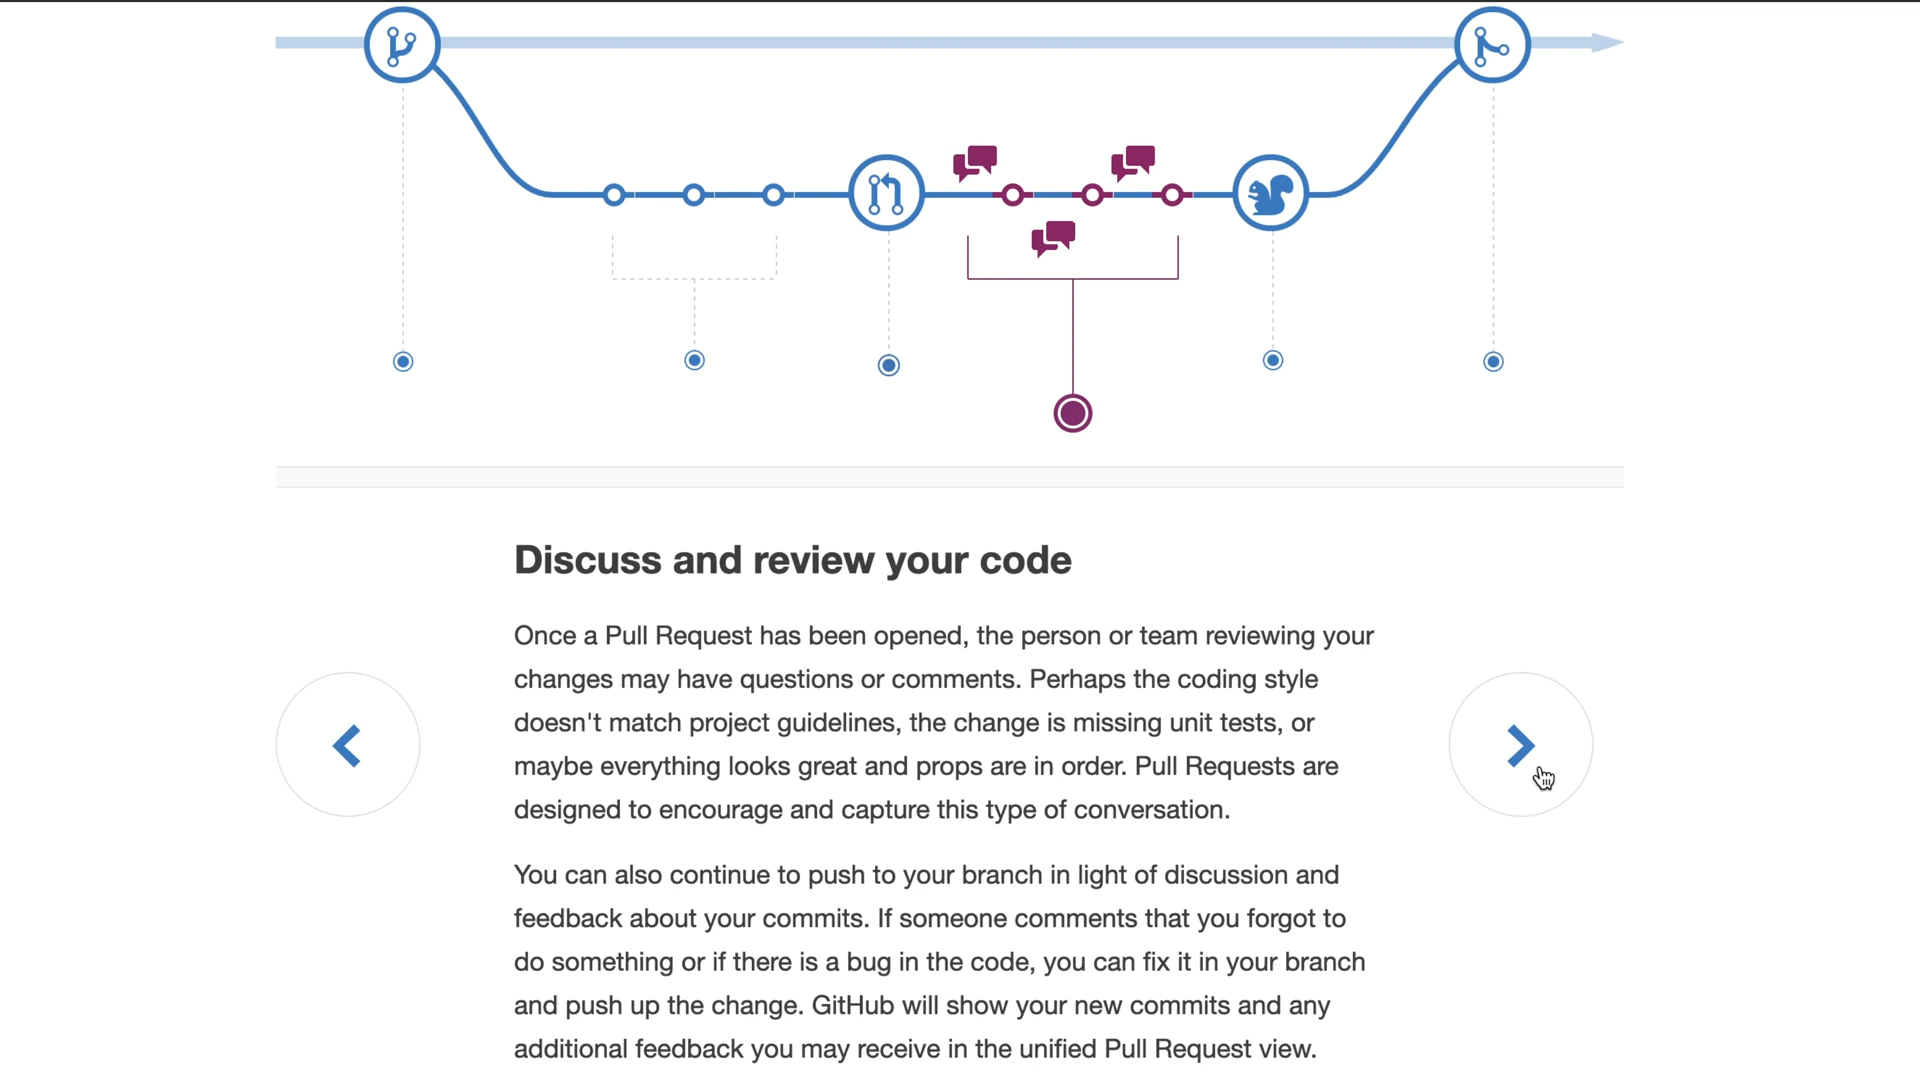 Discuss and review your code
Once a Pull Request has been opened, the person or team reviewing your
changes may have questions or comments. Perhaps the coding style
doesn't match project guidelines, the change is missing unit tests, or
maybe everything looks great and props are in order. Pull Requests are
designed to encourage and capture this type of conversation.
You can also continue to push to your branch in light of discussion and
feedback about your commits. If someone comments that you forgot to
do something or if there is a bug in the code, you can fix it in your branch
and push up the change. GitHub will show your new commits and any
additional feedback you may receive in the unified Pull Request view.